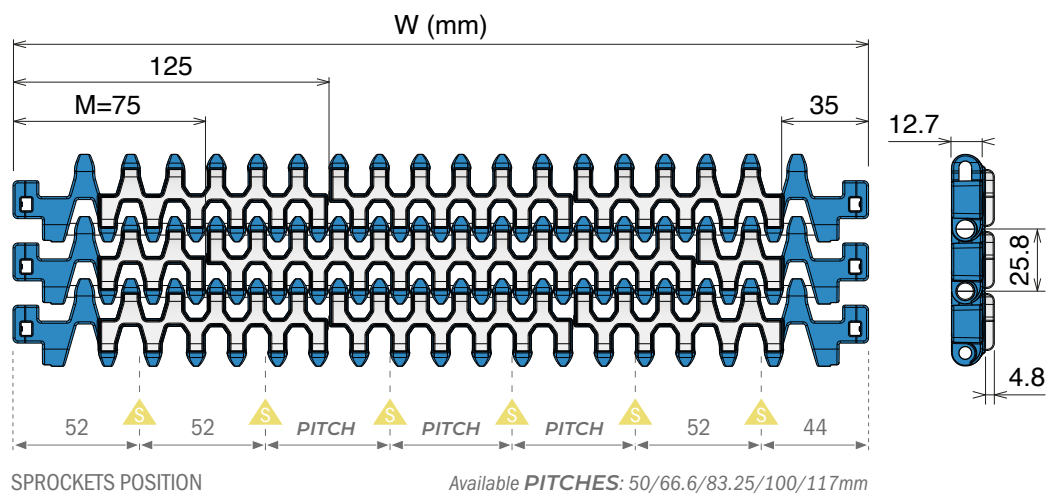 W (mm)
125
M=75
35
12.7
25.8
4.8
S S S S S S
52 52 PITCH PITCH PITCH 52 44
SPROCKETS POSITION
Available PITCHES: 50/66.6/83.25/100/117mm